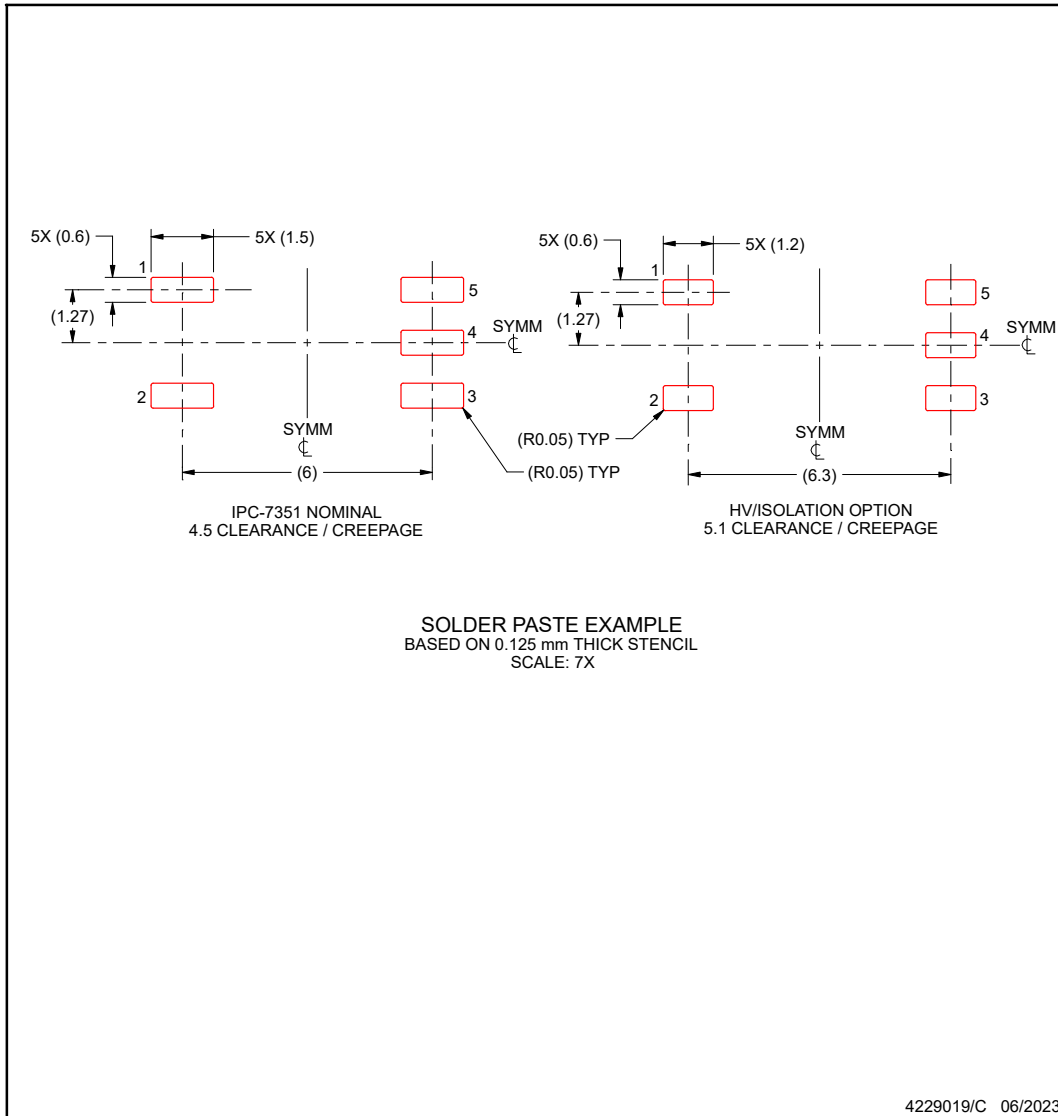 5X (0.6)
5X (1.5)
1
5
(1.27)
4
SYMM
℄
2
3
SYMM
℄
(R0.05) TYP
(6)
IPC-7351 NOMINAL
4.5 CLEARANCE / CREEPAGE
5X (0.6)
5X (1.2)
1
5
(1.27)
4
SYMM
℄
2
3
(R0.05) TYP
SYMM
℄
(6.3)
HV/ISOLATION OPTION
5.1 CLEARANCE / CREEPAGE
SOLDER PASTE EXAMPLE
BASED ON 0.125 mm THICK STENCIL
SCALE: 7X
4229019/C 06/2023